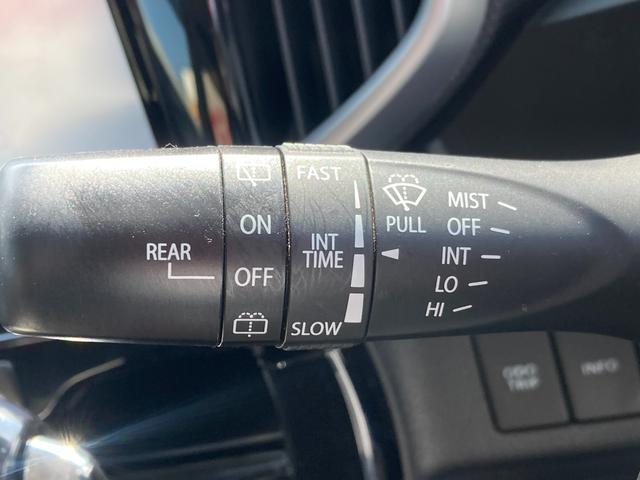 REAR
ON
OFF
FAST
INT
TIME
SLOW
PULL
MIST
OFF
INT
LO
HI
ODO
TRIP
INFO